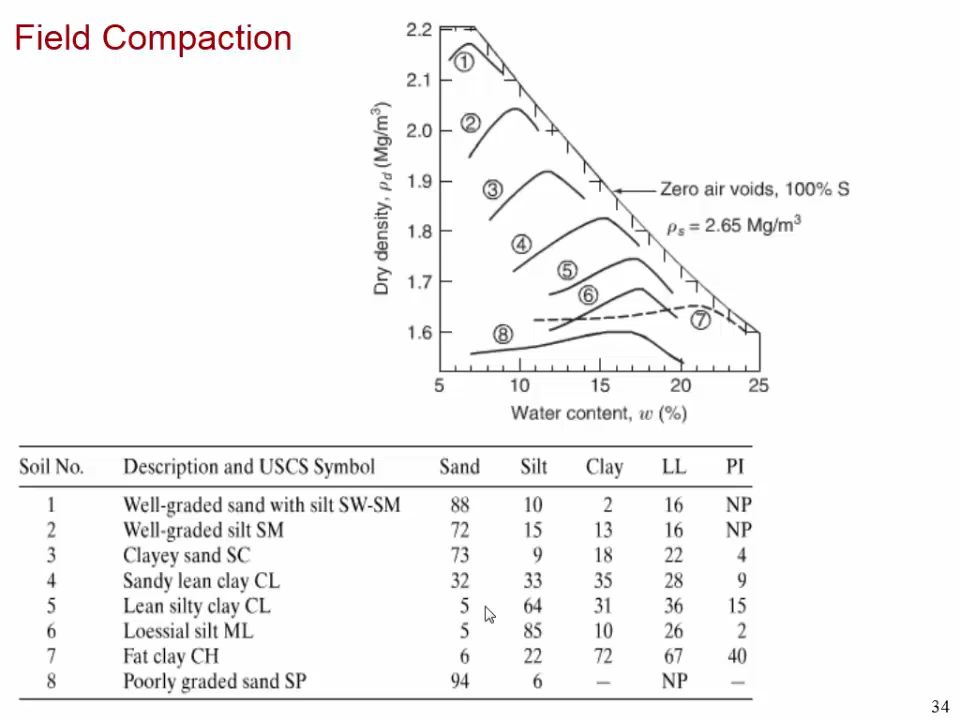 Field Compaction
2.2
2.1
2.0
1.9
1.8
1.7
1.6
Dry density, ρd (Mg/m³)
1
2
3
4
5
6
7
8
Zero air voids, 100% S
ρs = 2.65 Mg/m³
5 10 15 20 25
Water content, w (%)
Soil No. Description and USCS Symbol Sand Silt Clay LL PI
1 Well-graded sand with silt SW-SM 88 10 2 16 NP
2 Well-graded silt SM 72 15 13 16 NP
3 Clayey sand SC 73 9 18 22 4
4 Sandy lean clay CL 32 33 35 28 9
5 Lean silty clay CL 5 64 31 36 15
6 Loessial silt ML 5 85 10 26 2
7 Fat clay CH 6 22 72 67 40
8 Poorly graded sand SP 94 6 — NP —
34